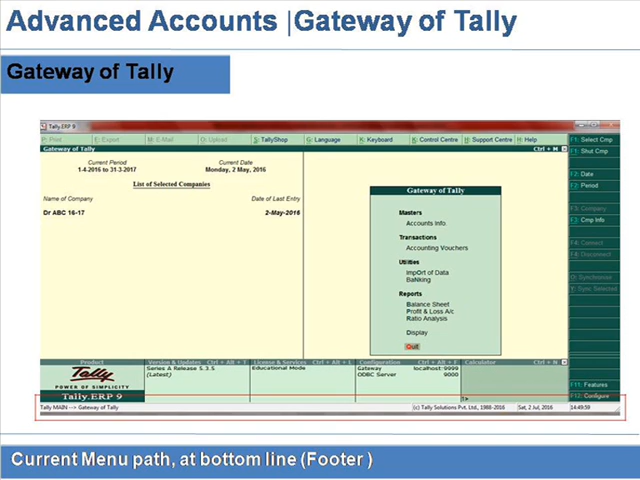 Advanced Accounts |Gateway of Tally
Gateway of Tally
Tally.ERP 9
P: Print E: Export M: E-Mail O: Upload S: TallyShop G: Language K: Keyboard K: Control Centre H: Support Centre H: Help
F1: Select Cmp
F1: Shut Cmp
F2: Date
F2: Period
F3: Company
F3: Cmp Info
F4: Connect
F4: Disconnect
O: Synchronise
Y: Sync Selected
F11: Features
F12: Configure
Gateway of Tally Ctrl + M
Current Period Current Date
1-4-2016 to 31-3-2017 Monday, 2 May, 2016
List of Selected Companies
Name of Company Date of Last Entry
Dr ABC 16-17 2-May-2016
Gateway of Tally
Masters
Accounts Info.
Transactions
Accounting Vouchers
Utilities
ImpOrt of Data
BaNking
Reports
Balance Sheet
Profit & Loss A/c
Ratio Analysis
Display
Quit
Product Version & Updates Ctrl + Alt + T License & Services Ctrl + Alt + L Configuration Ctrl + Alt + F Calculator Ctrl + N
Tally
POWER OF SIMPLICITY
Tally.ERP 9
Series A Release 5.3.5
(Latest)
Educational Mode
Gateway localhost:9999
ODBC Server 9000
1>
Tally MAIN --> Gateway of Tally (c) Tally Solutions Pvt. Ltd., 1988-2016 Sat, 2 Jul, 2016 14:49:59
Current Menu path, at bottom line (Footer )